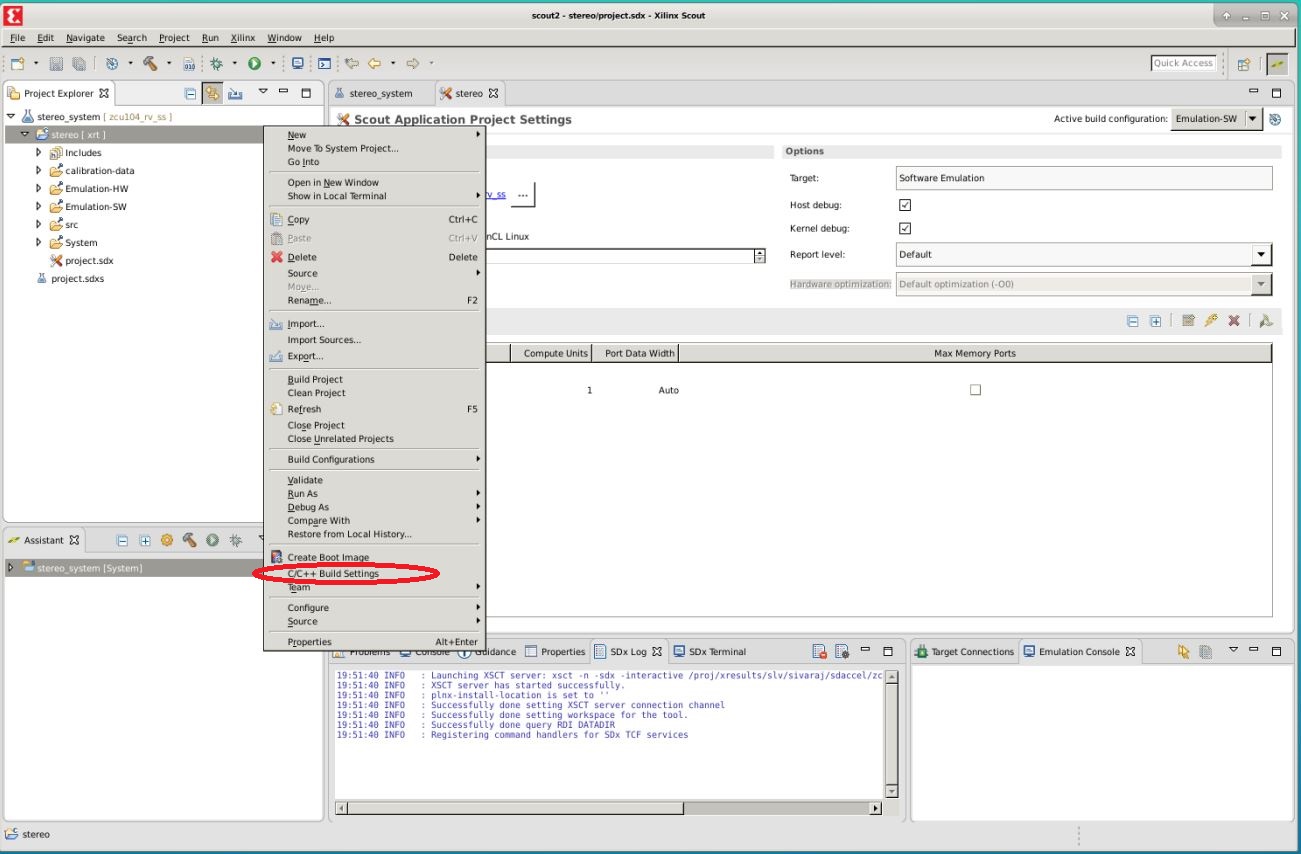 scout2 - stereo/project.sdx - Xilinx Scout
File Edit Navigate Search Project Run Xilinx Window Help
Quick Access
Project Explorer
stereo_system [ zcu104_rv_ss ]
stereo [ xrt ]
Includes
calibration-data
Emulation-HW
Emulation-SW
src
System
project.sdx
project.sdxs
New
Move To System Project...
Go Into
Open in New Window
Show in Local Terminal
Copy Ctrl+C
Paste Ctrl+V
Delete Delete
Source
Move...
Rename... F2
Import...
Import Sources...
Export...
Build Project
Clean Project
Refresh F5
Close Project
Close Unrelated Projects
Build Configurations
Validate
Run As
Debug As
Compare With
Restore from Local History...
Create Boot Image
C/C++ Build Settings
Team
Configure
Source
Properties Alt+Enter
stereo_system stereo
Scout Application Project Settings
Active build configuration: Emulation-SW
Options
v_ss ...
nCL Linux
Target: Software Emulation
Host debug:
Kernel debug:
Report level: Default
Hardware optimization: Default optimization (-O0)
Compute Units Port Data Width Max Memory Ports
1 Auto
Assistant
stereo_system [System]
Problems Console Guidance Properties SDx Log SDx Terminal
19:51:40 INFO : Launching XSCT server: xsct -n -sdx -interactive /proj/xresults/slv/sivaraj/sdaccel/zc
19:51:40 INFO : XSCT server has started successfully.
19:51:40 INFO : plnx-install-location is set to ''
19:51:40 INFO : Successfully done setting XSCT server connection channel
19:51:40 INFO : Successfully done setting workspace for the tool.
19:51:40 INFO : Successfully done query RDI DATADIR
19:51:40 INFO : Registering command handlers for SDx TCF services
Target Connections Emulation Console
stereo